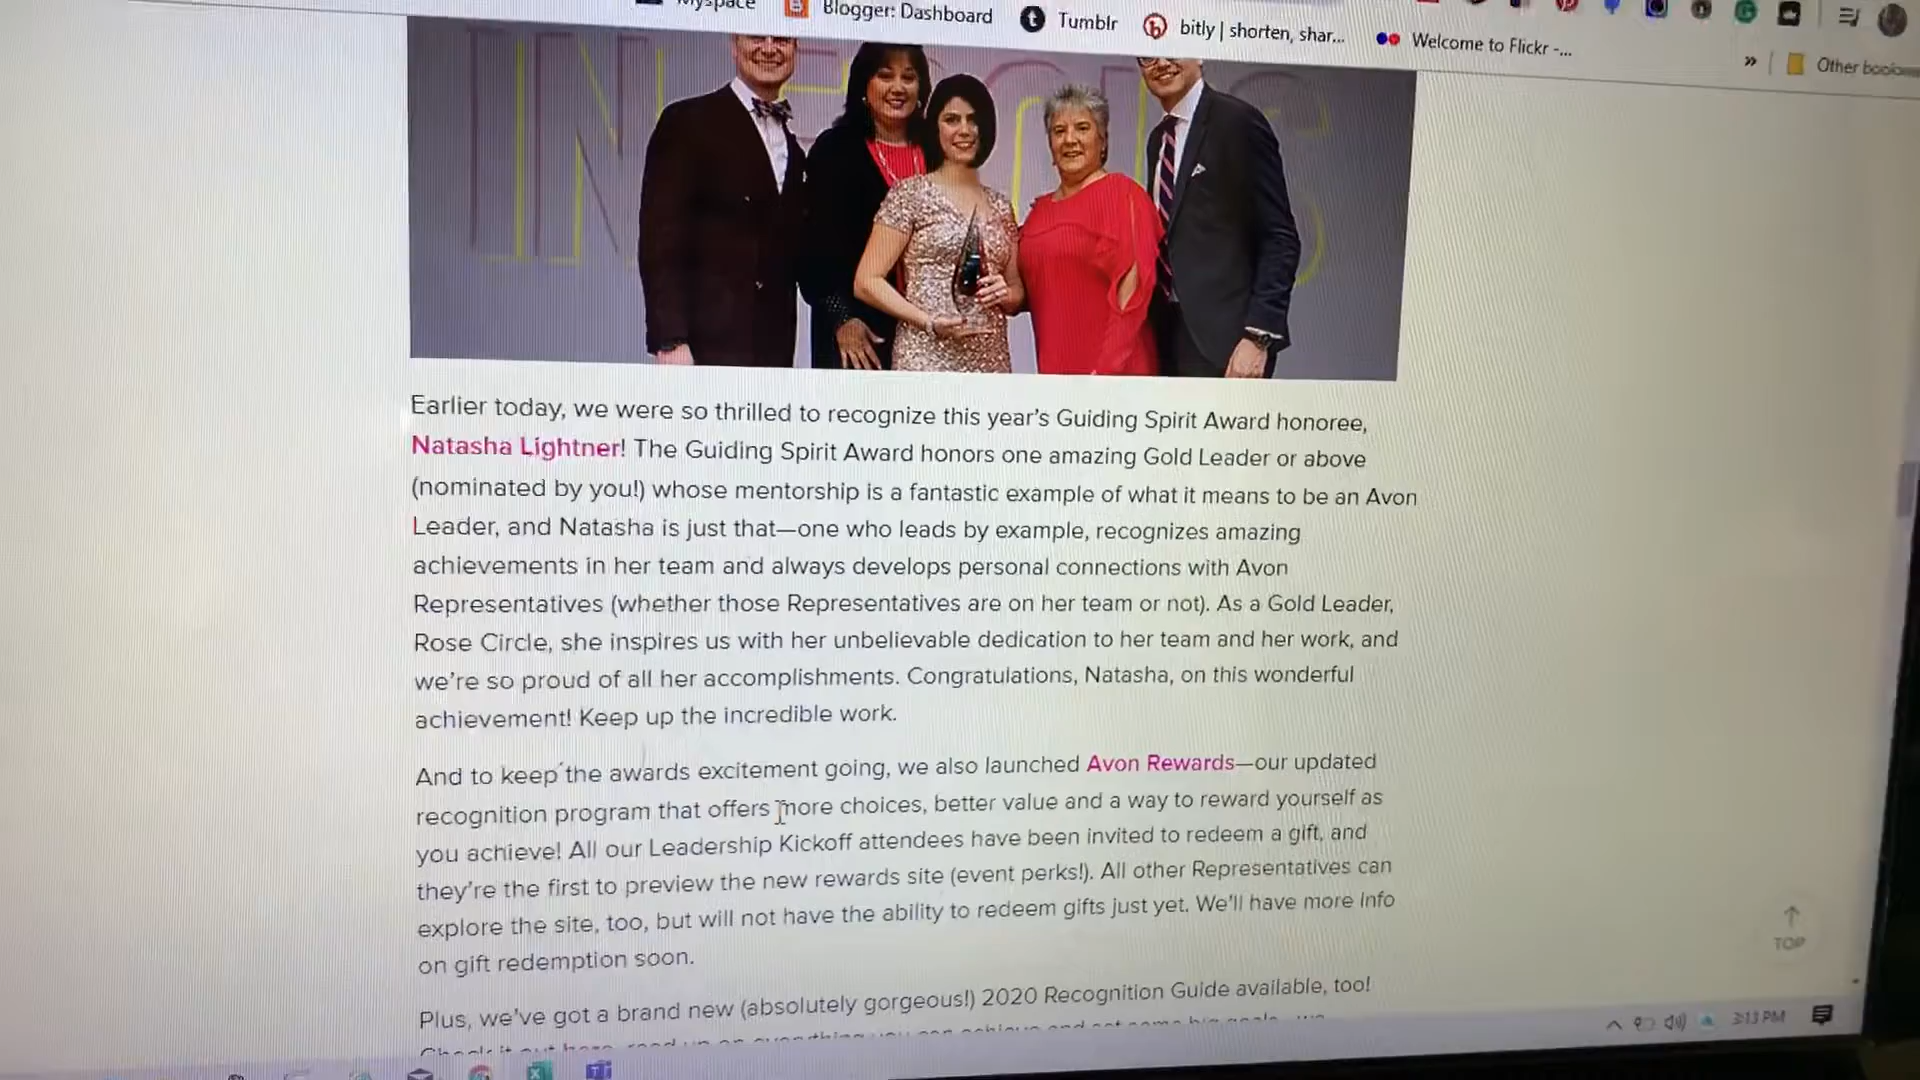 Myspace
Blogger: Dashboard
Tumblr
bitly | shorten, shar...
Welcome to Flickr -...
»
Other
Earlier today, we were so thrilled to recognize this year's Guiding Spirit Award honoree,
Natasha Lightner! The Guiding Spirit Award honors one amazing Gold Leader or above
(nominated by you!) whose mentorship is a fantastic example of what it means to be an Avon
Leader, and Natasha is just that—one who leads by example, recognizes amazing
achievements in her team and always develops personal connections with Avon
Representatives (whether those Representatives are on her team or not). As a Gold Leader,
Rose Circle, she inspires us with her unbelievable dedication to her team and her work, and
we're so proud of all her accomplishments. Congratulations, Natasha, on this wonderful
achievement! Keep up the incredible work.
And to keep the awards excitement going, we also launched Avon Rewards—our updated
recognition program that offers more choices, better value and a way to reward yourself as
you achieve! All our Leadership Kickoff attendees have been invited to redeem a gift, and
they're the first to preview the new rewards site (event perks!). All other Representatives can
explore the site, too, but will not have the ability to redeem gifts just yet. We'll have more info
on gift redemption soon.
TOP
Plus, we've got a brand new (absolutely gorgeous!) 2020 Recognition Guide available, too!
3:13 PM